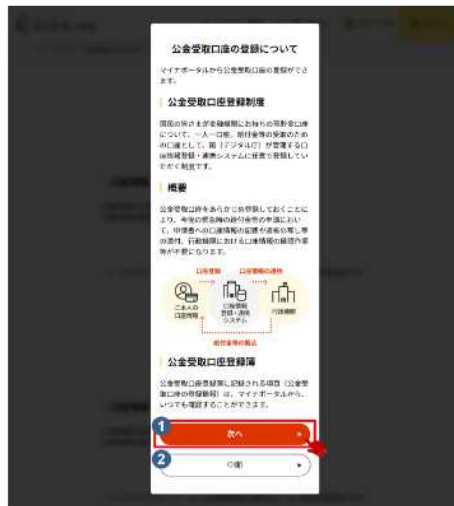 公金受取口座の登録について
マイナポータルから公金受取口座の登録ができ
ます。
公金受取口座登録制度
国民の皆さまが金融機関にお持ちの預貯金口座
について、一人一口座、給付金等の受取のため
の口座として、国（デジタル庁）が管理する口
座情報登録・連携システムに任意で登録してい
ただく制度です。
概要
公金受取口座をあらかじめ登録しておくことに
より、今後の緊急時の給付金等の申請におい
て、申請書への口座情報の記載や通帳の写し等
の添付、行政機関における口座情報の確認作業
等が不要になります。
口座登録 口座情報の連携
ご本人の
口座情報
口座情報
登録・連携
システム
行政機関
給付金等の振込
公金受取口座登録簿
公金受取口座登録簿に記録される項目（公金受
取口座の登録情報）は、マイナポータルから、
いつでも確認することができます。
1 次へ
2 中断